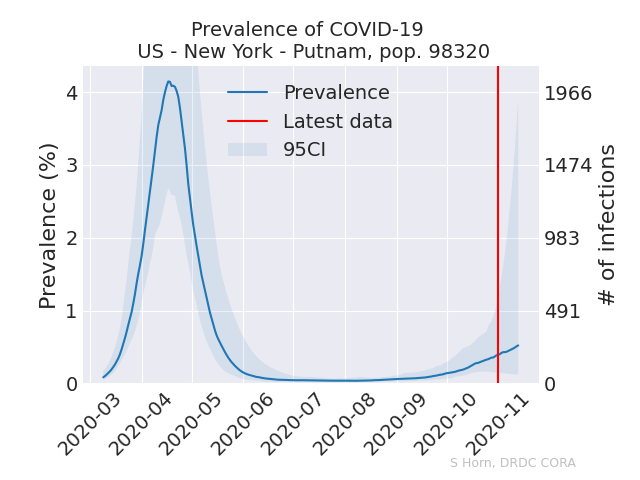 Prevalence of COVID-19
US - New York - Putnam, pop. 98320
Prevalence
Latest data
95CI
Prevalence (%)
4
3
2
1
0
# of infections
1966
1474
983
491
0
2020-03
2020-04
2020-05
2020-06
2020-07
2020-08
2020-09
2020-10
2020-11
S Horn, DRDC CORA